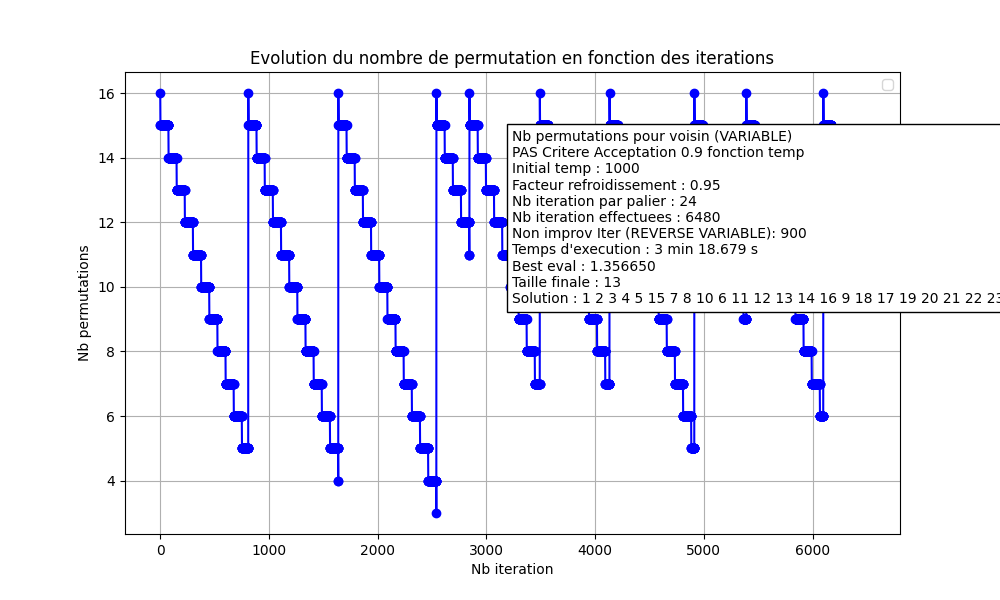 Evolution du nombre de permutation en fonction des iterations
Nb permutations
16
14
12
10
8
6
4
Nb permutations pour voisin (VARIABLE)
PAS Critere Acceptation 0.9 fonction temp
Initial temp : 1000
Facteur refroidissement : 0.95
Nb iteration par palier : 24
Nb iteration effectuees : 6480
Non improv Iter (REVERSE VARIABLE): 900
Temps d'execution : 3 min 18.679 s
Best eval : 1.356650
Taille finale : 13
Solution : 1 2 3 4 5 15 7 8 10 6 11 12 13 14 16 9 18 17 19 20 21 22 23
0 1000 2000 3000 4000 5000 6000
Nb iteration